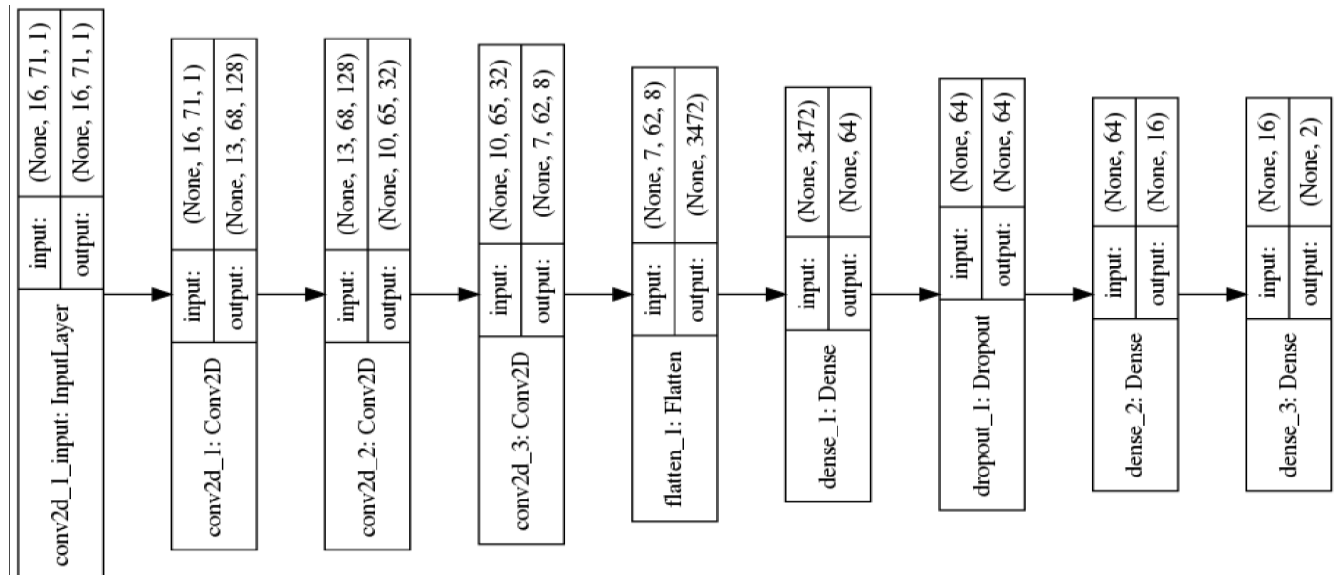 conv2d_1_input: InputLayer
input:
(None, 16, 71, 1)
output:
(None, 16, 71, 1)
conv2d_1: Conv2D
input:
(None, 16, 71, 1)
output:
(None, 13, 68, 128)
conv2d_2: Conv2D
input:
(None, 13, 68, 128)
output:
(None, 10, 65, 32)
conv2d_3: Conv2D
input:
(None, 10, 65, 32)
output:
(None, 7, 62, 8)
flatten_1: Flatten
input:
(None, 7, 62, 8)
output:
(None, 3472)
dense_1: Dense
input:
(None, 3472)
output:
(None, 64)
dropout_1: Dropout
input:
(None, 64)
output:
(None, 64)
dense_2: Dense
input:
(None, 64)
output:
(None, 16)
dense_3: Dense
input:
(None, 16)
output:
(None, 2)